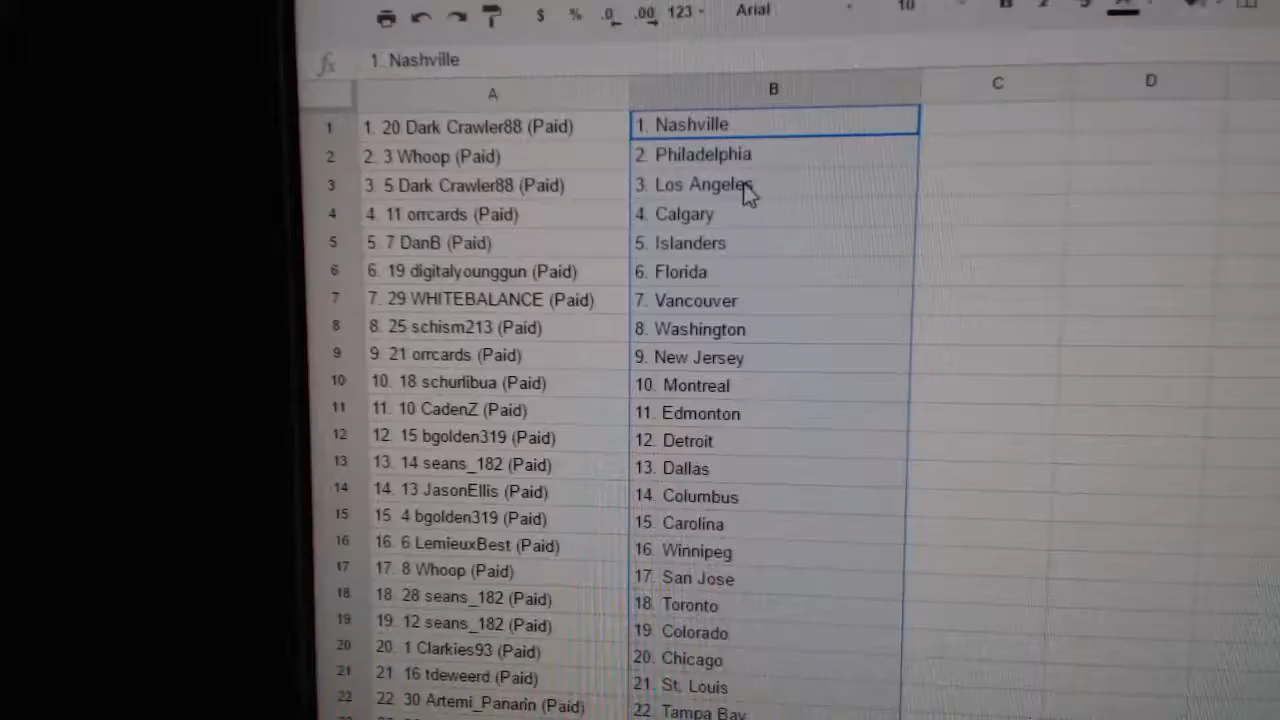 $ % .0 .00 123 Arial 10
fx 1. Nashville
A B C D
1 1. 20 Dark Crawler88 (Paid) 1. Nashville
2 2. 3 Whoop (Paid) 2. Philadelphia
3 3. 5 Dark Crawler88 (Paid) 3. Los Angeles
4 4. 11 orrcards (Paid) 4. Calgary
5 5. 7 DanB (Paid) 5. Islanders
6 6. 19 digitalyounggun (Paid) 6. Florida
7 7. 29 WHITEBALANCE (Paid) 7. Vancouver
8 8. 25 schism213 (Paid) 8. Washington
9 9. 21 orrcards (Paid) 9. New Jersey
10 10. 18 schurlibua (Paid) 10. Montreal
11 11. 10 CadenZ (Paid) 11. Edmonton
12 12. 15 bgolden319 (Paid) 12. Detroit
13 13. 14 seans_182 (Paid) 13. Dallas
14 14. 13 JasonEllis (Paid) 14. Columbus
15 15. 4 bgolden319 (Paid) 15. Carolina
16 16. 6 LemieuxBest (Paid) 16. Winnipeg
17 17. 8 Whoop (Paid) 17. San Jose
18 18. 28 seans_182 (Paid) 18. Toronto
19 19. 12 seans_182 (Paid) 19. Colorado
20 20. 1 Clarkies93 (Paid) 20. Chicago
21 21. 16 tdeweerd (Paid) 21. St. Louis
22 22. 30 Artemi_Panarin (Paid) 22. Tampa Bay